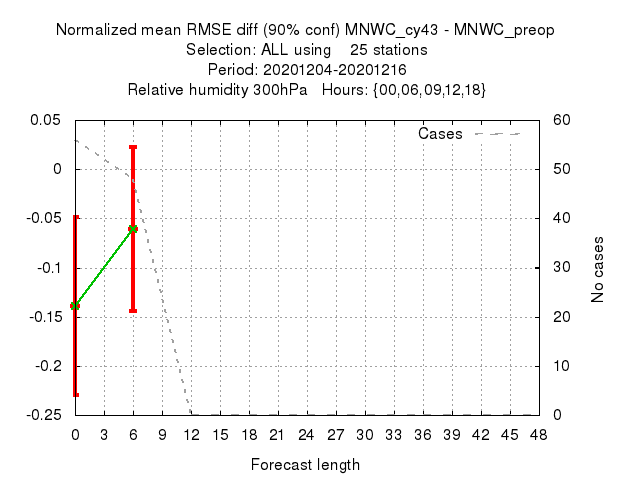 Normalized mean RMSE diff (90% conf) MNWC_cy43 - MNWC_preop
Selection: ALL using    25 stations
Period: 20201204-20201216
Relative humidity 300hPa   Hours: {00,06,09,12,18}
0.05
0
-0.05
-0.1
-0.15
-0.2
-0.25
Cases
60
50
40
30
20
10
0
No cases
0 3 6 9 12 15 18 21 24 27 30 33 36 39 42 45 48
Forecast length